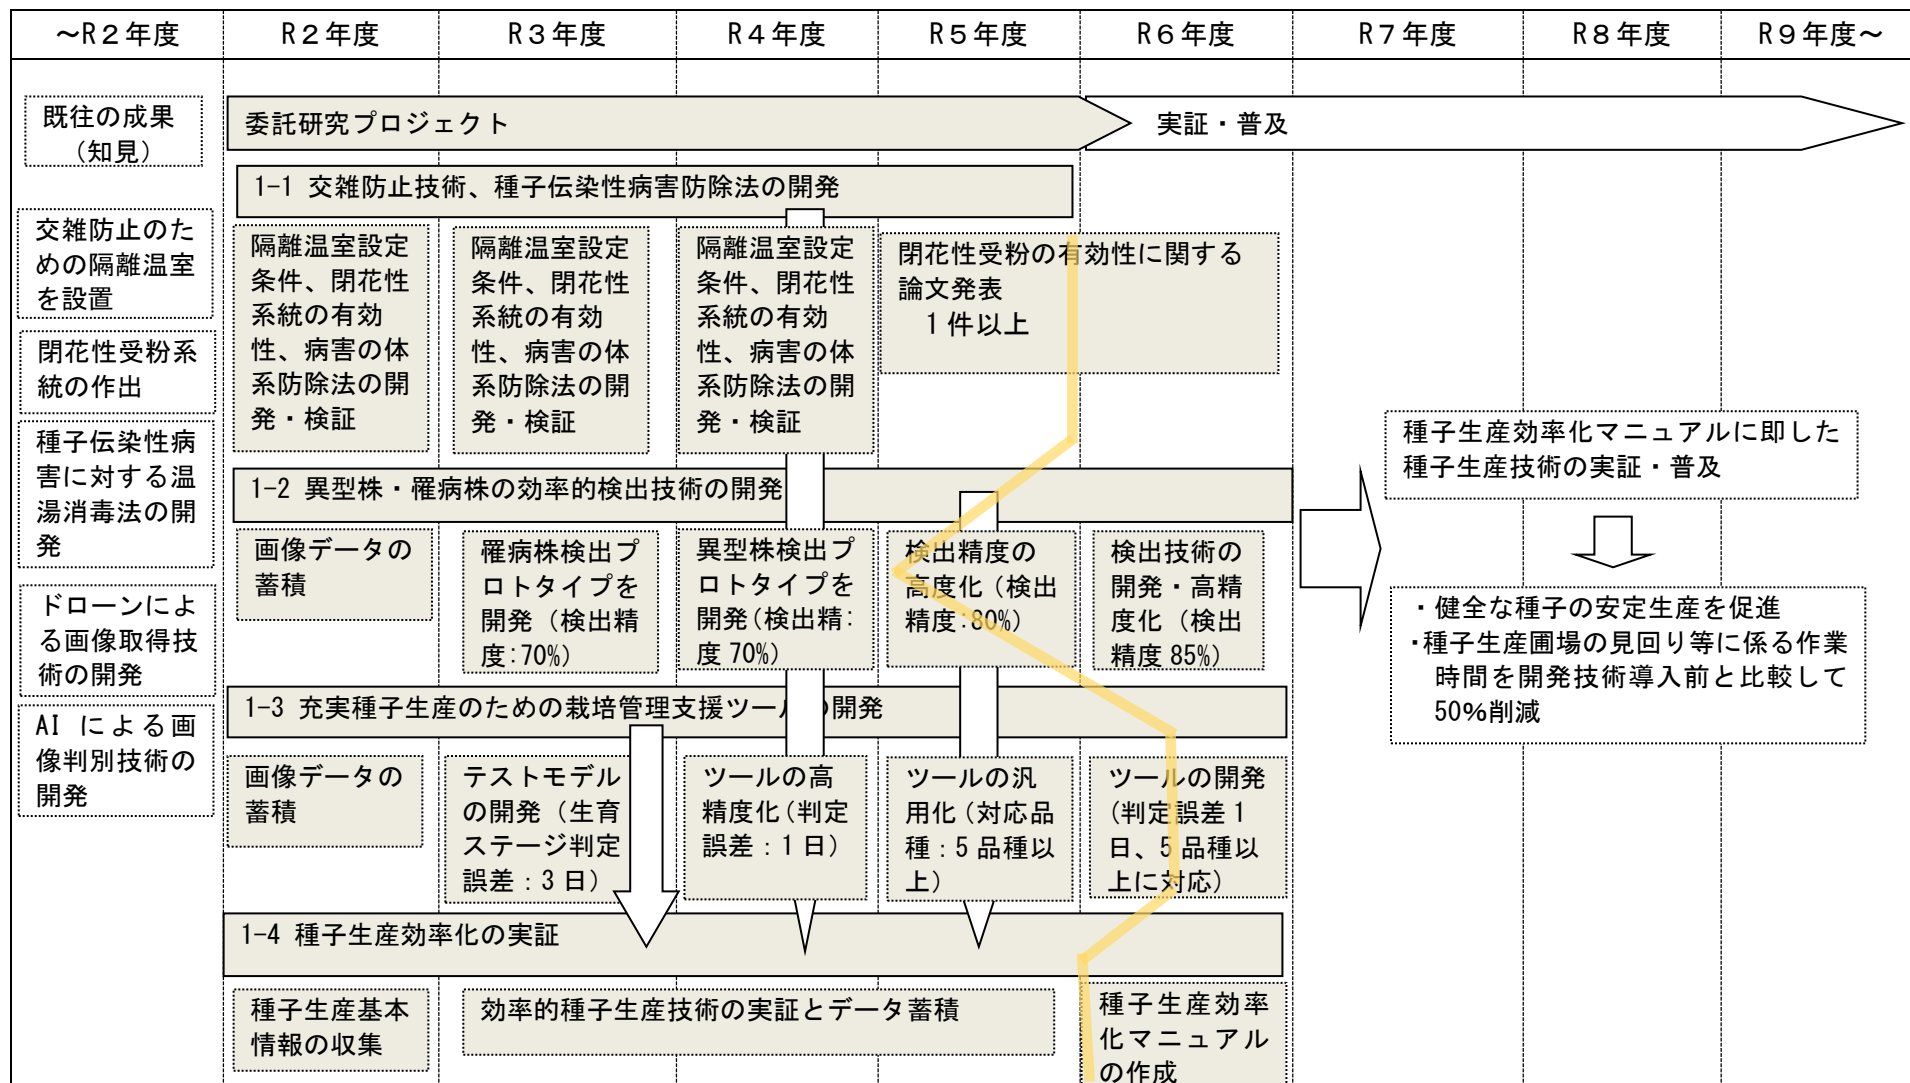 ～R２年度
R２年度
R３年度
R４年度
R５年度
R６年度
R７年度
R８年度
R９年度～
既往の成果
（知見）
交雑防止のた
めの隔離温室
を設置
閉花性受粉系
統の作出
種子伝染性病
害に対する温
湯消毒法の開
発
ドローンによ
る画像取得技
術の開発
AI による画
像判別技術の
開発
委託研究プロジェクト
実証・普及
1-1 交雑防止技術、種子伝染性病害防除法の開発
隔離温室設定
条件、閉花性
系統の有効
性、病害の体
系防除法の開
発・検証
隔離温室設定
条件、閉花性
系統の有効
性、病害の体
系防除法の開
発・検証
隔離温室設定
条件、閉花性
系統の有効
性、病害の体
系防除法の開
発・検証
閉花性受粉の有効性に関する
論文発表
１件以上
1-2 異型株・罹病株の効率的検出技術の開発
画像データの
蓄積
罹病株検出プ
ロトタイプを
開発（検出精
度:70%）
異型株検出プ
ロトタイプを
開発(検出精:
度 70%）
検出精度の
高度化（検出
精度:80%）
検出技術の
開発・高精
度化（検出
精度 85%）
1-3 充実種子生産のための栽培管理支援ツールの開発
画像データの
蓄積
テストモデル
の開発（生育
ステージ判定
誤差：3 日）
ツールの高
精度化（判定
誤差：1 日）
ツールの汎
用化（対応品
種：5 品種以
上）
ツールの開発
(判定誤差 1
日、5 品種以
上に対応）
1-4 種子生産効率化の実証
種子生産基本
情報の収集
効率的種子生産技術の実証とデータ蓄積
種子生産効率
化マニュアル
の作成
種子生産効率化マニュアルに即した
種子生産技術の実証・普及
・健全な種子の安定生産を促進
・種子生産圃場の見回り等に係る作業
時間を開発技術導入前と比較して
50%削減